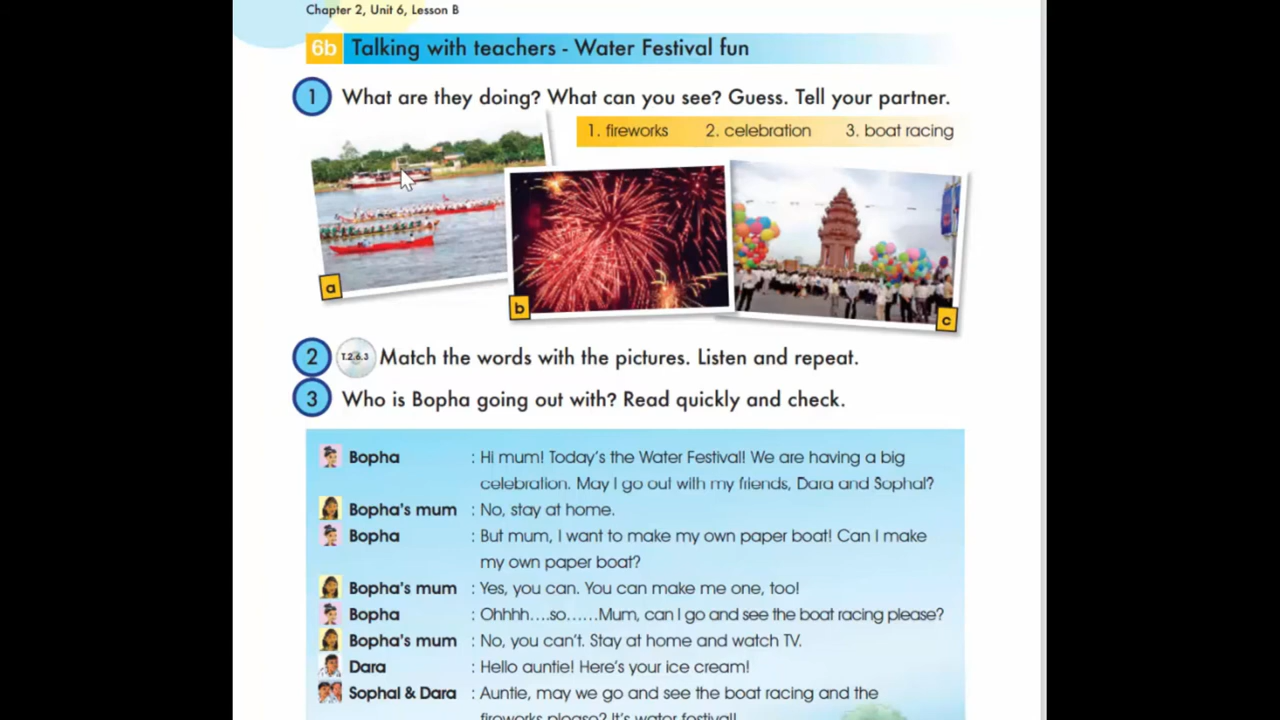 Chapter 2, Unit 6, Lesson B
6b Talking with teachers - Water Festival fun
1 What are they doing? What can you see? Guess. Tell your partner.
1. fireworks 2. celebration 3. boat racing
a
b
c
2 T.2.6.3 Match the words with the pictures. Listen and repeat.
3 Who is Bopha going out with? Read quickly and check.
Bopha : Hi mum! Today's the Water Festival! We are having a big
celebration. May I go out with my friends, Dara and Sophal?
Bopha's mum : No, stay at home.
Bopha : But mum, I want to make my own paper boat! Can I make
my own paper boat?
Bopha's mum : Yes, you can. You can make me one, too!
Bopha : Ohhhh....so......Mum, can I go and see the boat racing please?
Bopha's mum : No, you can't. Stay at home and watch TV.
Dara : Hello auntie! Here's your ice cream!
Sophal & Dara : Auntie, may we go and see the boat racing and the
fireworks please? It's water festival!